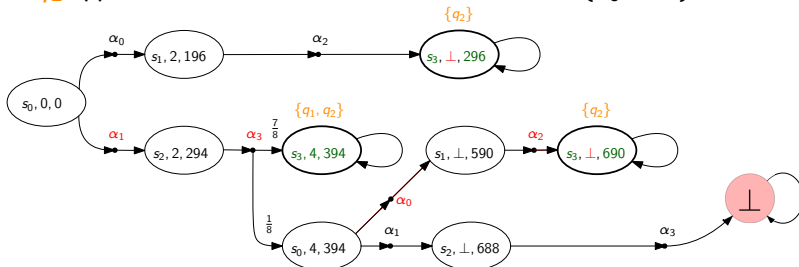 {q₂}
α₀
α₂
s₁, 2, 196
s₃, ⊥, 296
s₀, 0, 0
{q₁, q₂}
{q₂}
α₁
α₃
7/8
α₂
s₂, 2, 294
s₃, 4, 394
s₁, ⊥, 590
s₃, ⊥, 690
α₀
⊥
1/8
α₁
α₃
s₀, 4, 394
s₂, ⊥, 688